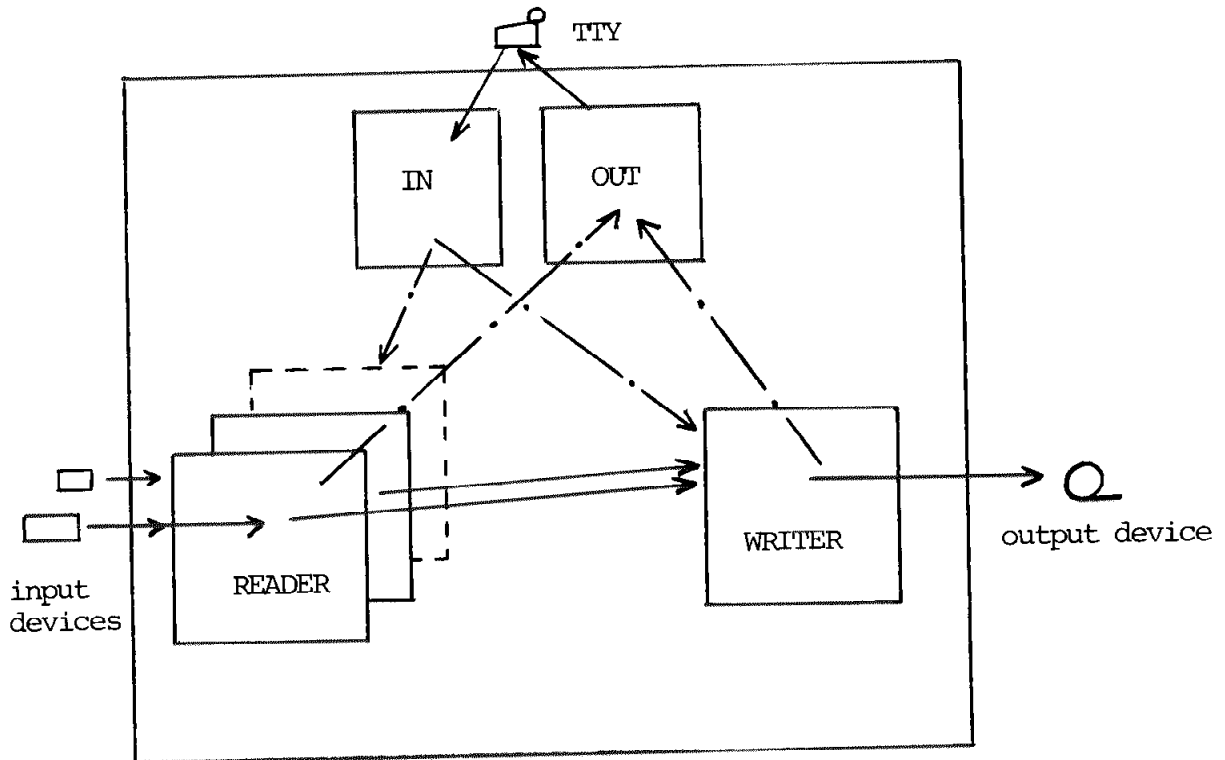 TTY
IN
OUT
WRITER
output device
READER
input
devices